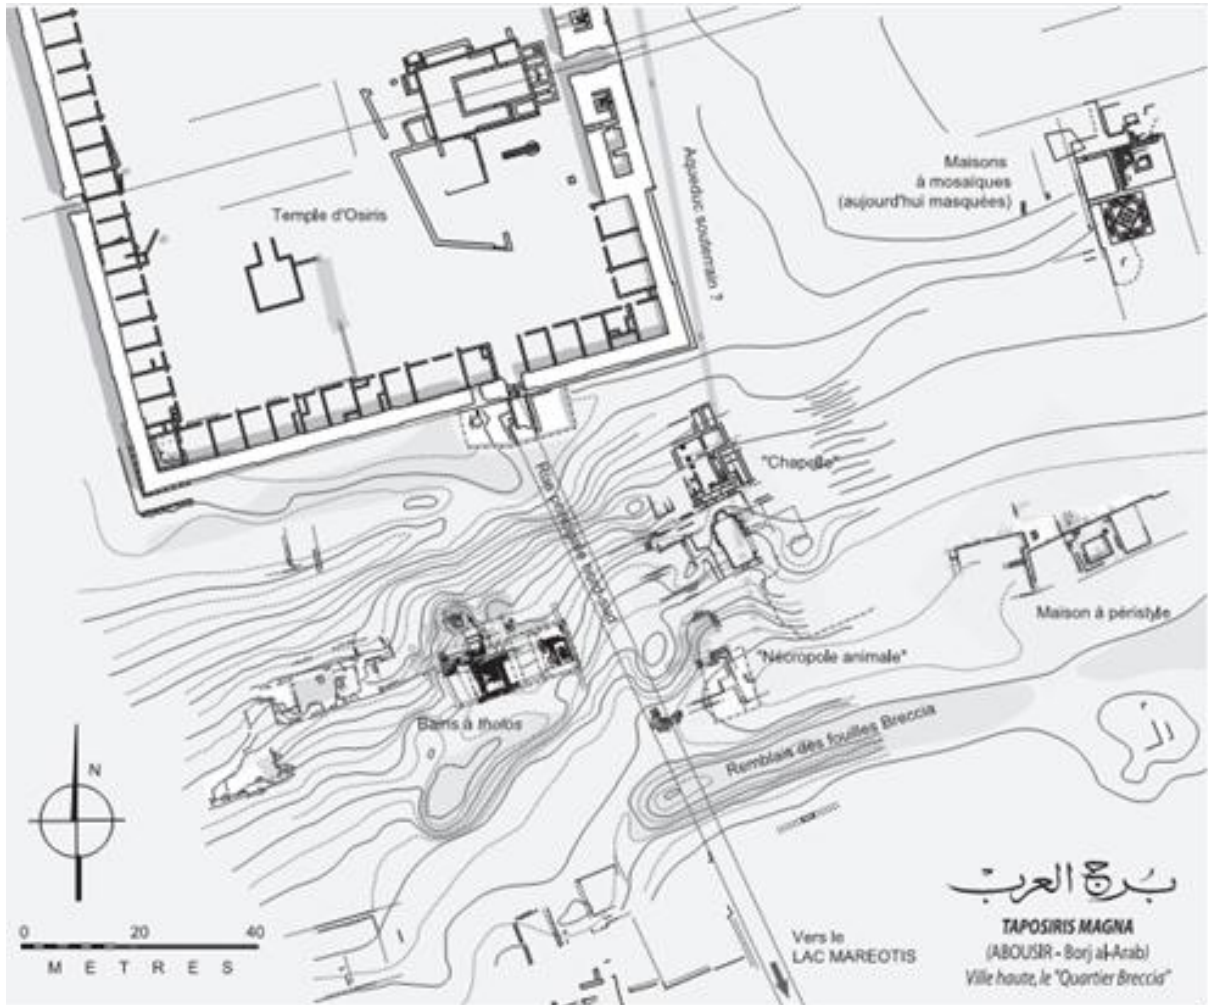 Temple d'Osiris
Aqueduc souterrain ?
Maisons
à mosaïques
(aujourd'hui masquées)
"Chapelle"
Rue
Maison à péristyle
"Nécropole animale"
Bains à tholos
Remblais des fouilles Breccia
N
0 20 40
METRES
Vers le
LAC MAREOTIS
برج العرب
TAPOSIRIS MAGNA
(ABOUSIR - Borj al-Arab)
Ville haute, le "Quartier Breccia"